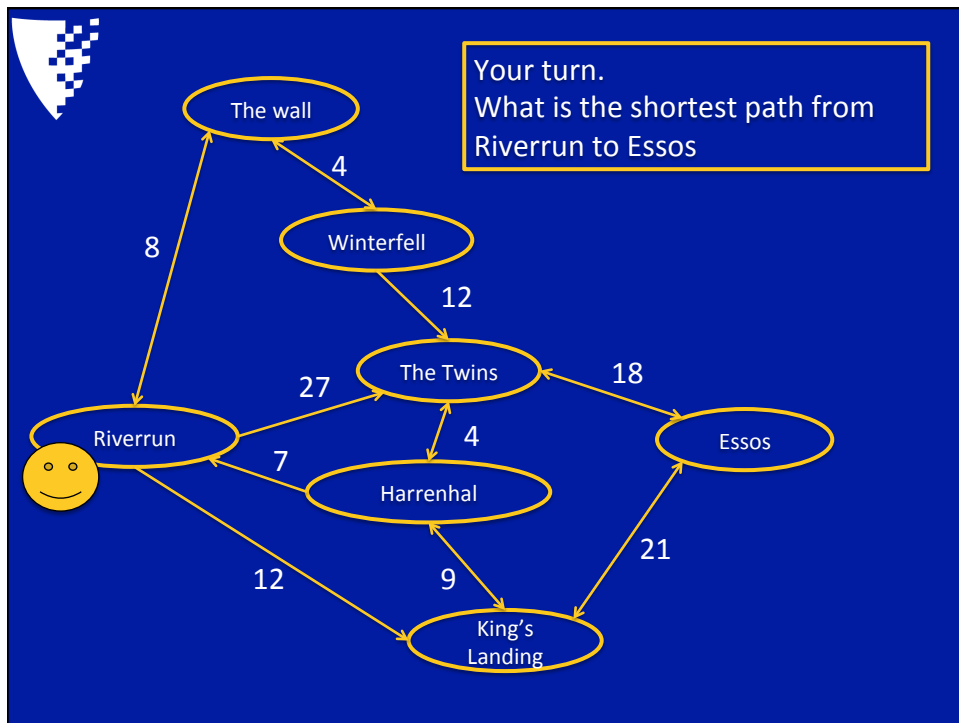 Your turn.
What is the shortest path from
Riverrun to Essos
The wall
4
Winterfell
8
12
The Twins
18
27
Riverrun
4
Essos
7
Harrenhal
21
12
9
King’s
Landing